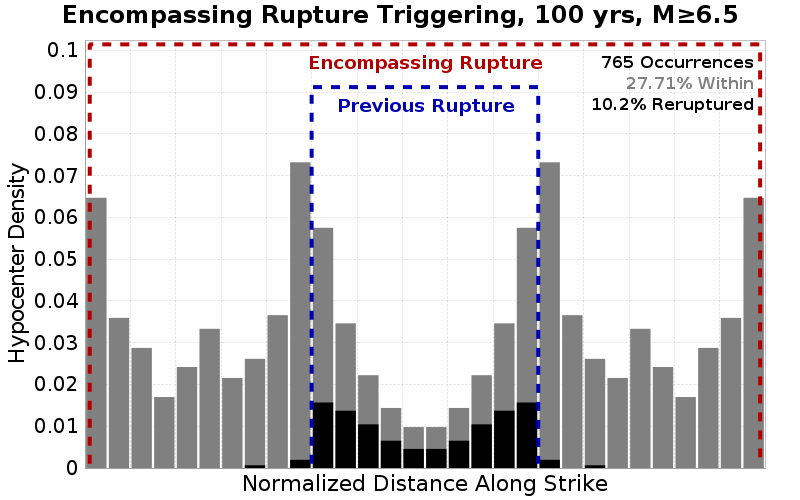 Encompassing Rupture Triggering, 100 yrs, M≥6.5
0.1
0.09
0.08
0.07
0.06
0.05
0.04
0.03
0.02
0.01
0
Hypocenter Density
Encompassing Rupture
Previous Rupture
765 Occurrences
27.71% Within
10.2% Reruptured
Normalized Distance Along Strike